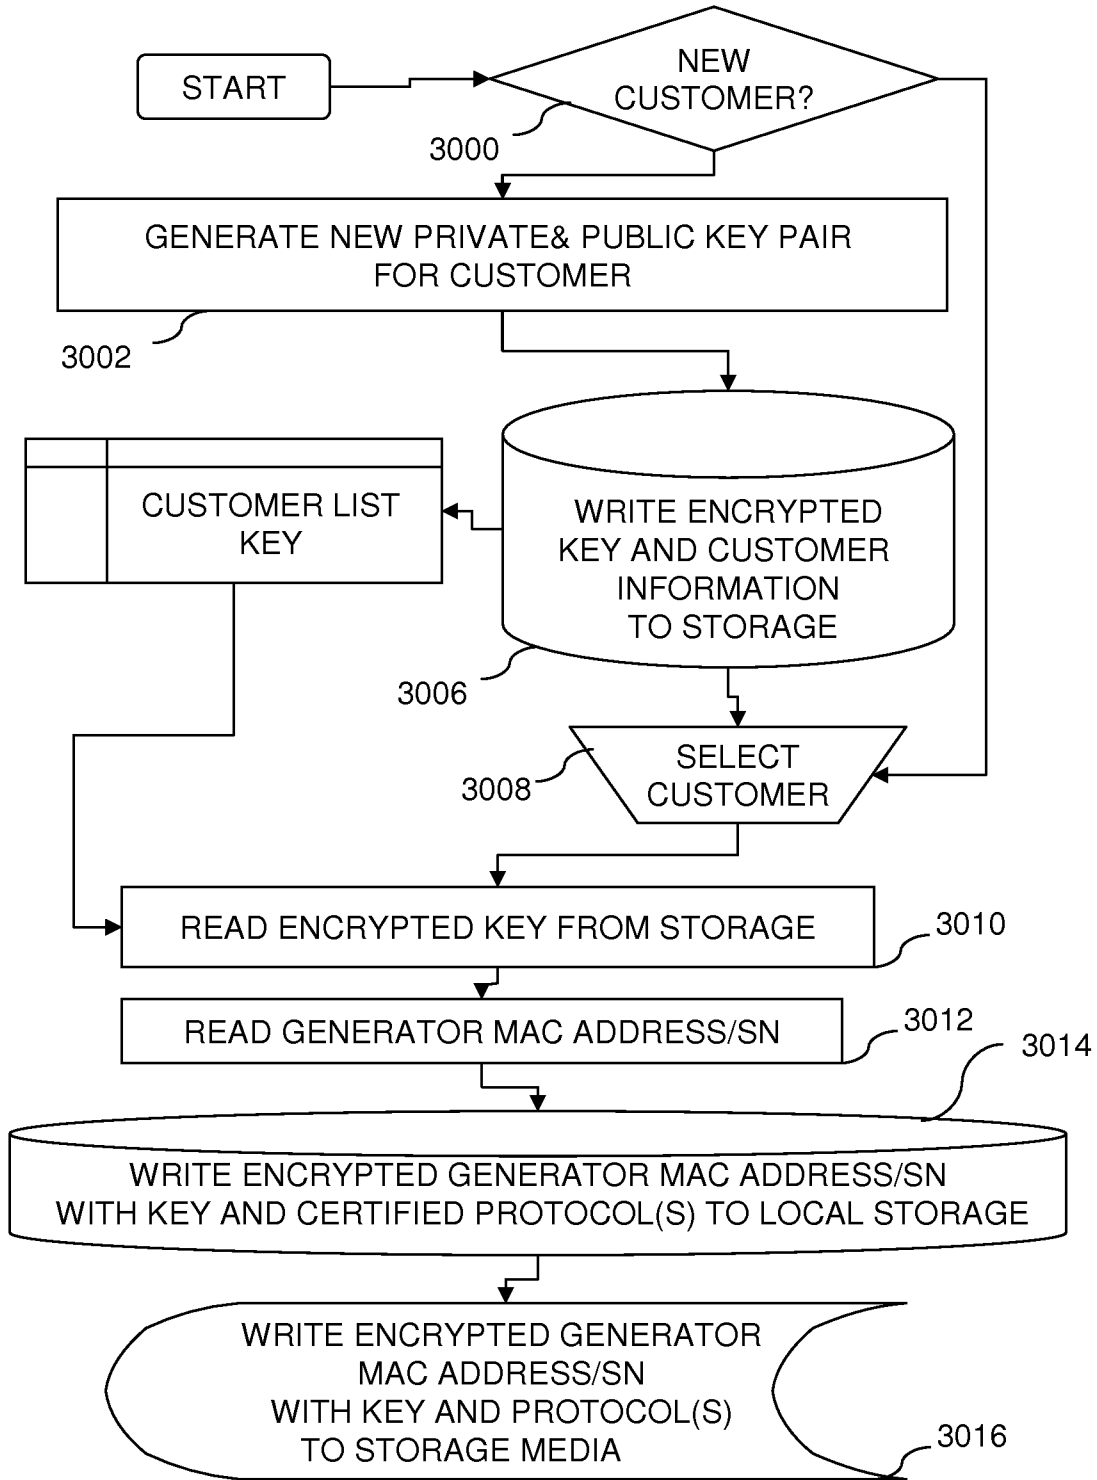 START
NEW
CUSTOMER?
3000
GENERATE NEW PRIVATE& PUBLIC KEY PAIR
FOR CUSTOMER
3002
CUSTOMER LIST
KEY
WRITE ENCRYPTED
KEY AND CUSTOMER
INFORMATION
TO STORAGE
3006
SELECT
CUSTOMER
3008
READ ENCRYPTED KEY FROM STORAGE
3010
READ GENERATOR MAC ADDRESS/SN
3012
3014
WRITE ENCRYPTED GENERATOR MAC ADDRESS/SN
WITH KEY AND CERTIFIED PROTOCOL(S) TO LOCAL STORAGE
WRITE ENCRYPTED GENERATOR
MAC ADDRESS/SN
WITH KEY AND PROTOCOL(S)
TO STORAGE MEDIA
3016